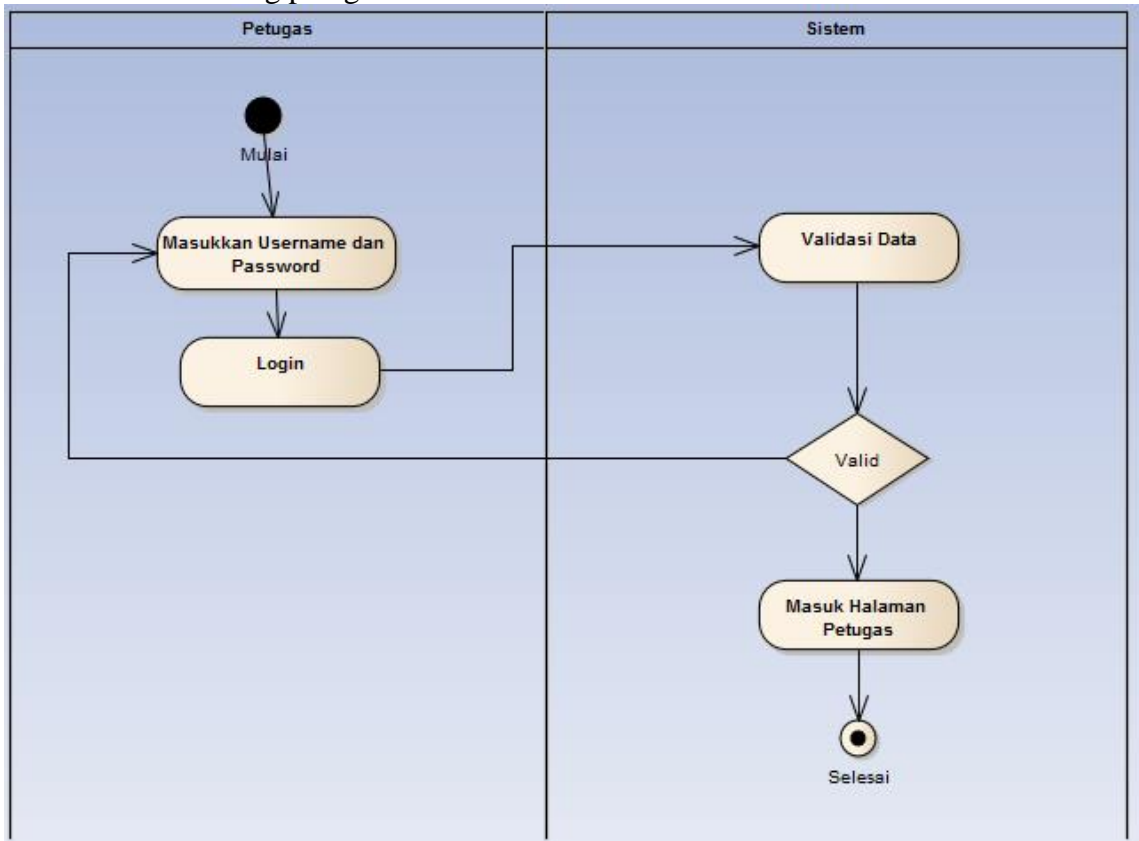 Petugas
Sistem
Mulai
Masukkan Username dan
Password
Validasi Data
Login
Valid
Masuk Halaman
Petugas
Selesai